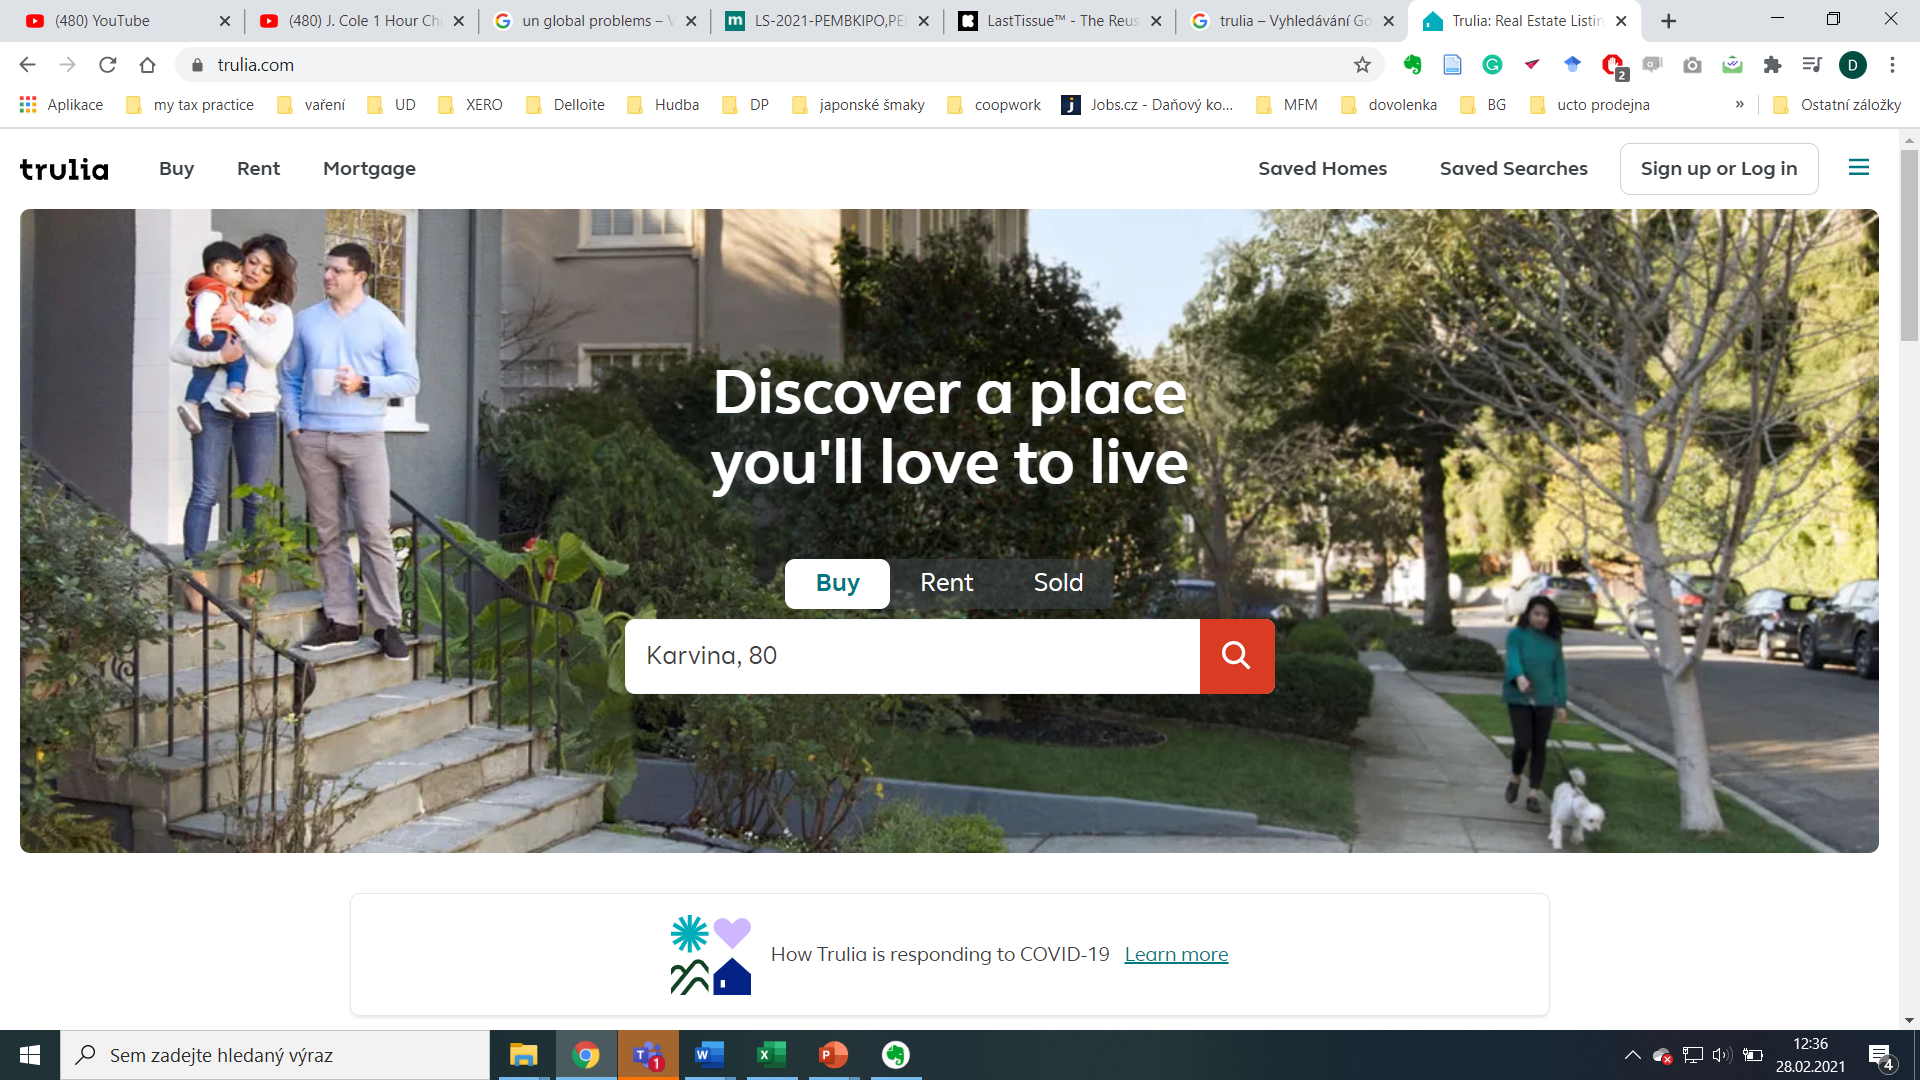 (480) YouTube
(480) J. Cole 1 Hour Chi
un global problems – V
LS-2021-PEMBKIPO,PE
LastTissue™ - The Reus
trulia – Vyhledávání Go
Trulia: Real Estate Listin
trulia.com
2
D
Aplikace
my tax practice
vaření
UD
XERO
Delloite
Hudba
DP
japonské šmaky
coopwork
Jobs.cz - Daňový ko...
MFM
dovolenka
BG
ucto prodejna
»
Ostatní záložky
trulia
Buy
Rent
Mortgage
Saved Homes
Saved Searches
Sign up or Log in
Discover a place
you'll love to live
Buy
Rent
Sold
Karvina, 80
How Trulia is responding to COVID-19 Learn more
Sem zadejte hledaný výraz
1
12:36
28.02.2021
4